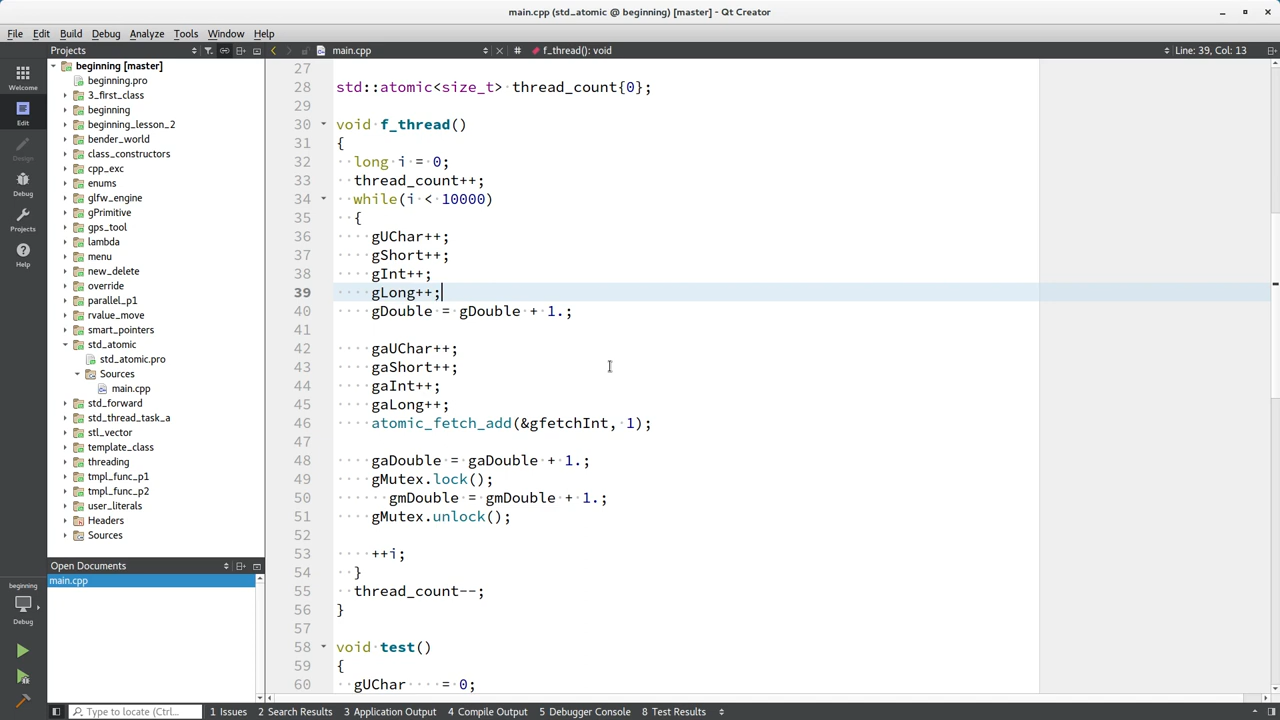 main.cpp (std_atomic @ beginning) [master] - Qt Creator
File Edit Build Debug Analyze Tools Window Help
Projects main.cpp # f_thread(): void Line: 39, Col: 13
Welcome
Edit
Design
Debug
Projects
Help
beginning
Debug
beginning [master]
beginning.pro
3_first_class
beginning
beginning_lesson_2
bender_world
class_constructors
cpp_exc
enums
glfw_engine
gPrimitive
gps_tool
lambda
menu
new_delete
override
parallel_p1
rvalue_move
smart_pointers
std_atomic
std_atomic.pro
Sources
main.cpp
std_forward
std_thread_task_a
stl_vector
template_class
threading
tmpl_func_p1
tmpl_func_p2
user_literals
Headers
Sources
Open Documents
main.cpp
27
28 std::atomic<size_t> thread_count{0};
29
30 void f_thread()
31 {
32 long i = 0;
33 thread_count++;
34 while(i < 10000)
35 {
36 gUChar++;
37 gShort++;
38 gInt++;
39 gLong++;
40 gDouble = gDouble + 1.;
41
42 gaUChar++;
43 gaShort++;
44 gaInt++;
45 gaLong++;
46 atomic_fetch_add(&gfetchInt, 1);
47
48 gaDouble = gaDouble + 1.;
49 gMutex.lock();
50 gmDouble = gmDouble + 1.;
51 gMutex.unlock();
52
53 ++i;
54 }
55 thread_count--;
56 }
57
58 void test()
59 {
60 gUChar = 0;
Type to locate (Ctrl... 1 Issues 2 Search Results 3 Application Output 4 Compile Output 5 Debugger Console 8 Test Results